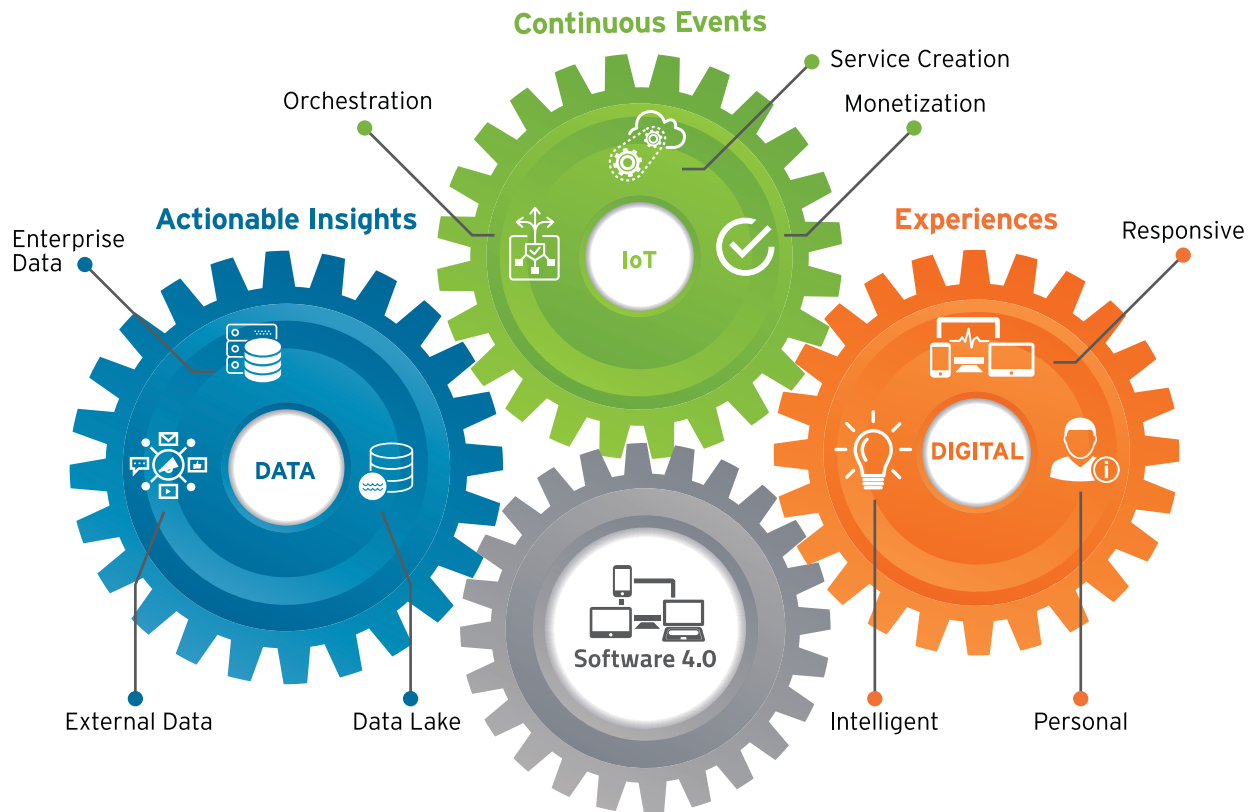 Continuous Events
Service Creation
Orchestration
Monetization
IoT
Actionable Insights
Enterprise
Data
DATA
External Data
Data Lake
Experiences
Responsive
DIGITAL
Intelligent
Personal
Software 4.0